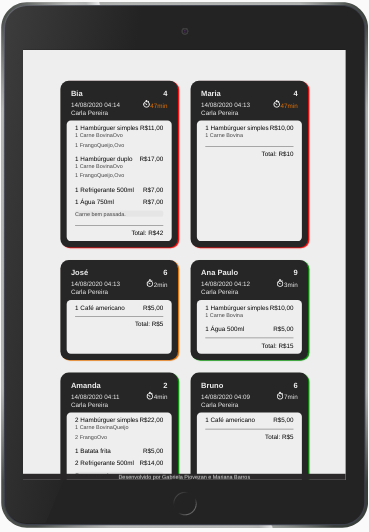 Bia 4
14/08/2020 04:14 47min
Carla Pereira
1 Hambúrguer simples R$11,00
1 Carne BovinaOvo
1 FrangoQueijo,Ovo
1 Hambúrguer duplo R$17,00
1 Carne BovinaOvo
1 FrangoQueijo,Ovo
1 Refrigerante 500ml R$7,00
1 Água 750ml R$7,00
Carne bem passada.
Total: R$42
Maria 4
14/08/2020 04:13 47min
Carla Pereira
1 Hambúrguer simples R$10,00
1 Carne Bovina
Total: R$10
José 6
14/08/2020 04:13 2min
Carla Pereira
1 Café americano R$5,00
Total: R$5
Ana Paulo 9
14/08/2020 04:12 3min
Carla Pereira
1 Hambúrguer simples R$10,00
1 Carne Bovina
1 Água 500ml R$5,00
Total: R$15
Amanda 2
14/08/2020 04:11 4min
Carla Pereira
2 Hambúrguer simples R$22,00
1 Carne BovinaQueijo
2 FrangoOvo
1 Batata frita R$5,00
2 Refrigerante 500ml R$14,00
Bruno 6
14/08/2020 04:09 7min
Carla Pereira
1 Café americano R$5,00
Total: R$5
Desenvolvido por Gabriela Piovezan e Mariana Barros